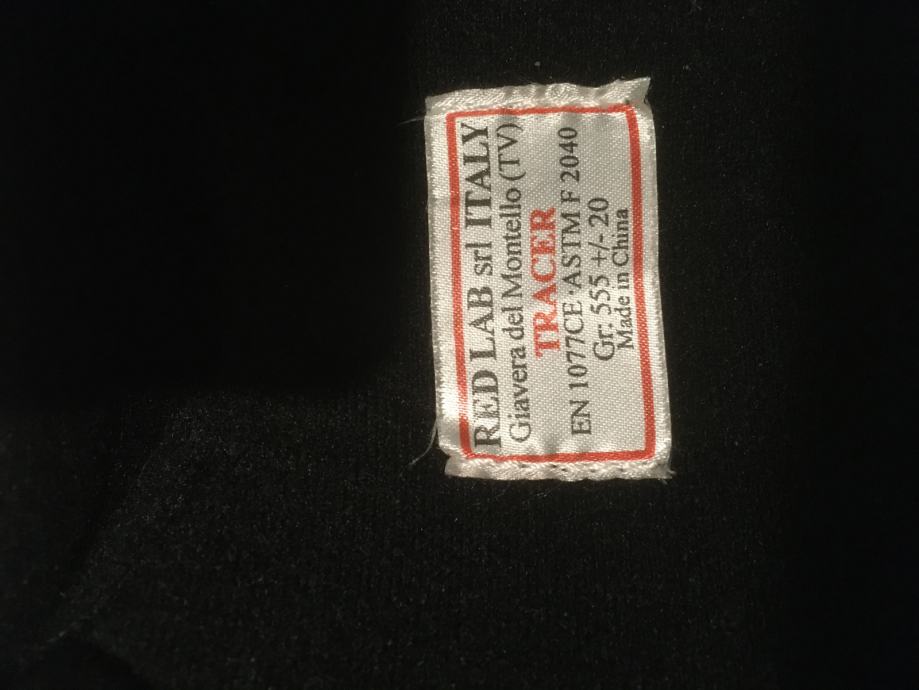 RED LAB srl ITALY
Giavera del Montello (TV)
TRACER
EN 1077CE · ASTM F 2040
Gr: 555 +/- 20
Made in China